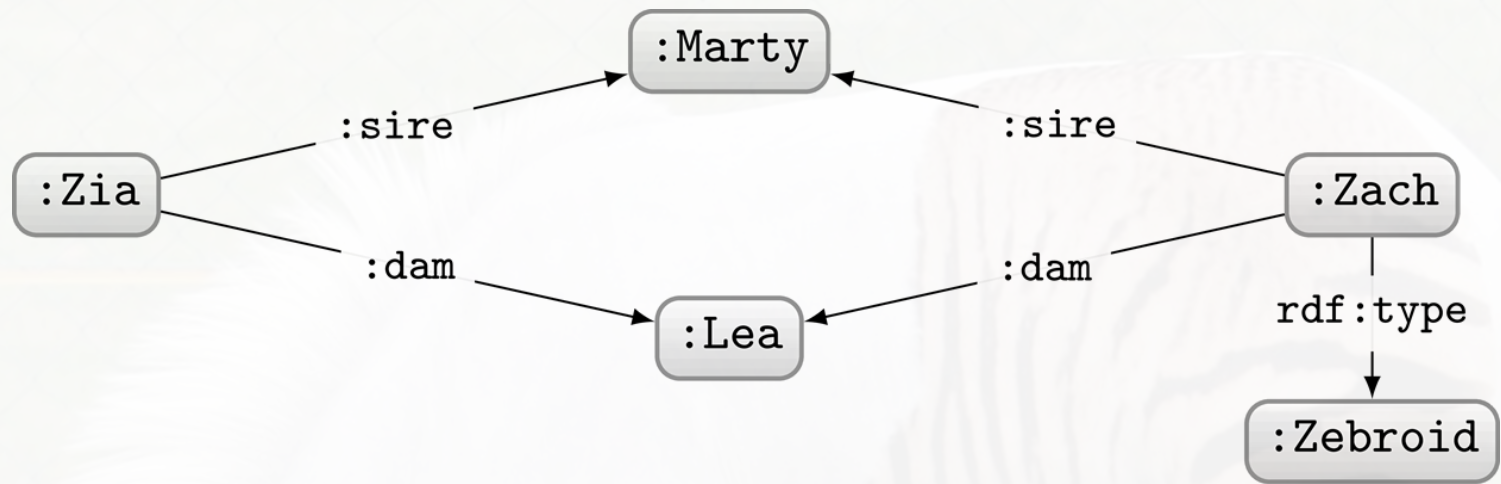 :Marty
:sire
:sire
:Zia
:Zach
:dam
:dam
:Lea
rdf:type
:Zebroid